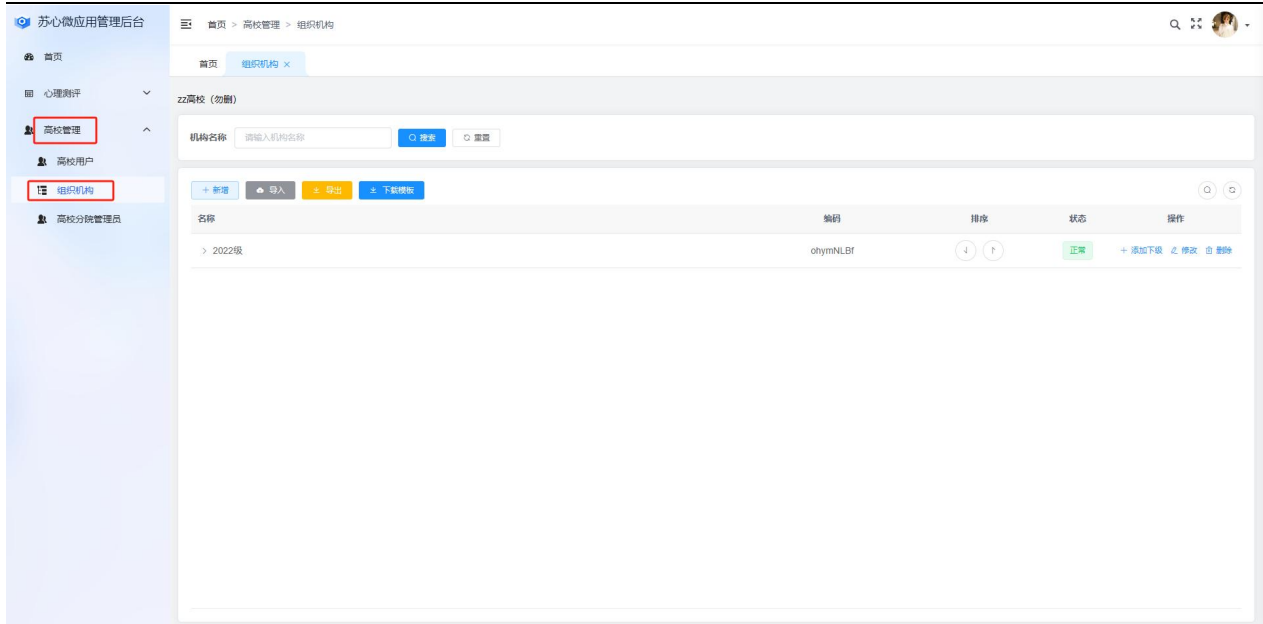 苏心微应用管理后台
首页 > 高校管理 > 组织机构
首页
首页 组织机构 ×
心理测评
zz高校（勿删）
高校管理
机构名称 请输入机构名称 搜索 重置
高校用户
组织机构
+ 新增 导入 导出 下载模板
高校分院管理员
名称 编码 排序 状态 操作
> 2022级 ohymNLBf 正常 + 添加下级 修改 删除